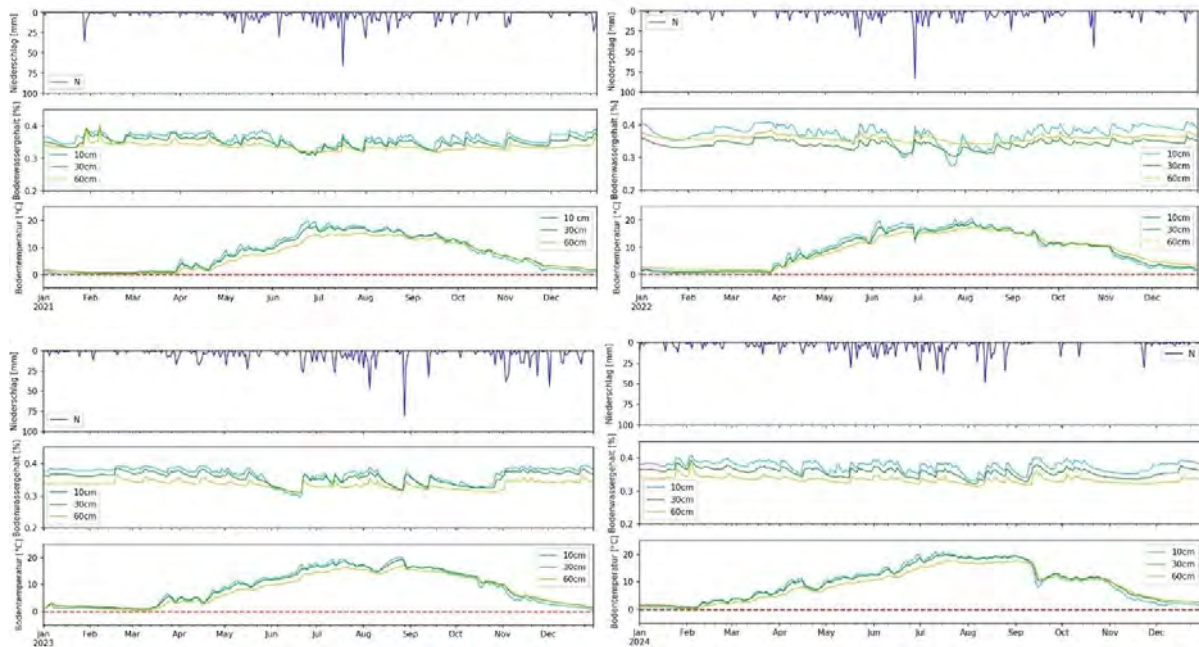 Niederschlag [mm]
0
25
50
75
100
N
Bodenwassergehalt [%]
0.4
0.3
0.2
10cm
30cm
60cm
Bodentemperatur [°C]
20
10
0
10 cm
30cm
60cm
Jan Feb Mar Apr May Jun Jul Aug Sep Oct Nov Dec
2021
Niederschlag [mm]
0
25
50
75
100
N
Bodenwassergehalt [%]
0.4
0.3
0.2
10cm
30cm
60cm
Bodentemperatur [°C]
20
10
0
10cm
30cm
60cm
Jan Feb Mar Apr May Jun Jul Aug Sep Oct Nov Dec
2022
Niederschlag [mm]
0
25
50
75
100
N
Bodenwassergehalt [%]
0.4
0.3
0.2
10cm
30cm
60cm
Bodentemperatur [°C]
20
10
0
10cm
30cm
60cm
Jan Feb Mar Apr May Jun Jul Aug Sep Oct Nov Dec
2023
Niederschlag [mm]
0
25
50
75
100
N
Bodenwassergehalt [%]
0.4
0.3
0.2
10cm
30cm
60cm
Bodentemperatur [°C]
20
10
0
10cm
30cm
60cm
Jan Feb Mar Apr May Jun Jul Aug Sep Oct Nov Dec
2024